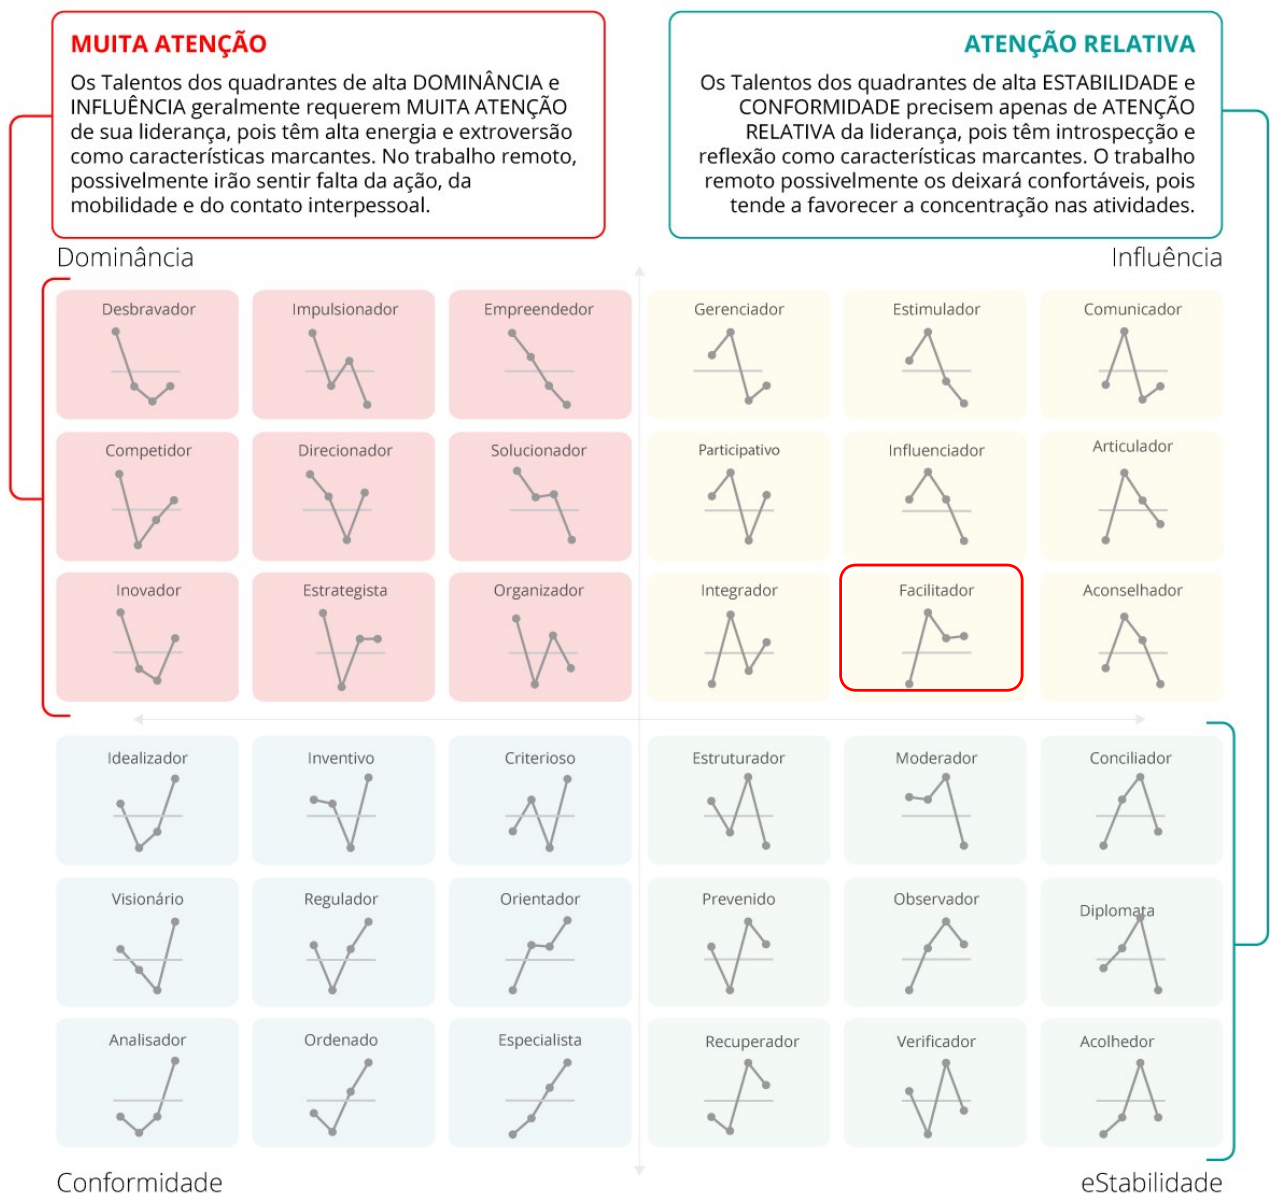 MUITA ATENÇÃO
Os Talentos dos quadrantes de alta DOMINÂNCIA e
INFLUÊNCIA geralmente requerem MUITA ATENÇÃO
de sua liderança, pois têm alta energia e extroversão
como características marcantes. No trabalho remoto,
possivelmente irão sentir falta da ação, da
mobilidade e do contato interpessoal.
ATENÇÃO RELATIVA
Os Talentos dos quadrantes de alta ESTABILIDADE e
CONFORMIDADE precisem apenas de ATENÇÃO
RELATIVA da liderança, pois têm introspecção e
reflexão como características marcantes. O trabalho
remoto possivelmente os deixará confortáveis, pois
tende a favorecer a concentração nas atividades.
Dominância
Influência
Desbravador
Impulsionador
Empreendedor
Gerenciador
Estimulador
Comunicador
Competidor
Direcionador
Solucionador
Participativo
Influenciador
Articulador
Inovador
Estrategista
Organizador
Integrador
Facilitador
Aconselhador
Idealizador
Inventivo
Criterioso
Estruturador
Moderador
Conciliador
Visionário
Regulador
Orientador
Prevenido
Observador
Diplomata
Analisador
Ordenado
Especialista
Recuperador
Verificador
Acolhedor
Conformidade
eStabilidade